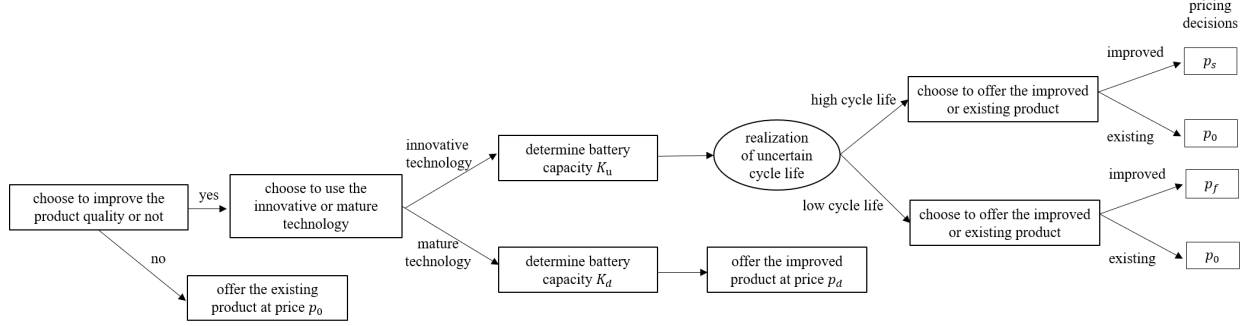 pricing
decisions
improved
p_s
choose to offer the improved
or existing product
high cycle life
existing
p_0
innovative
technology
determine battery
capacity K_u
realization
of uncertain
cycle life
improved
p_f
choose to improve the
product quality or not
yes
choose to use the
innovative or mature
technology
low cycle life
choose to offer the improved
or existing product
existing
p_0
mature
technology
determine battery
capacity K_d
offer the improved
product at price p_d
no
offer the existing
product at price p_0